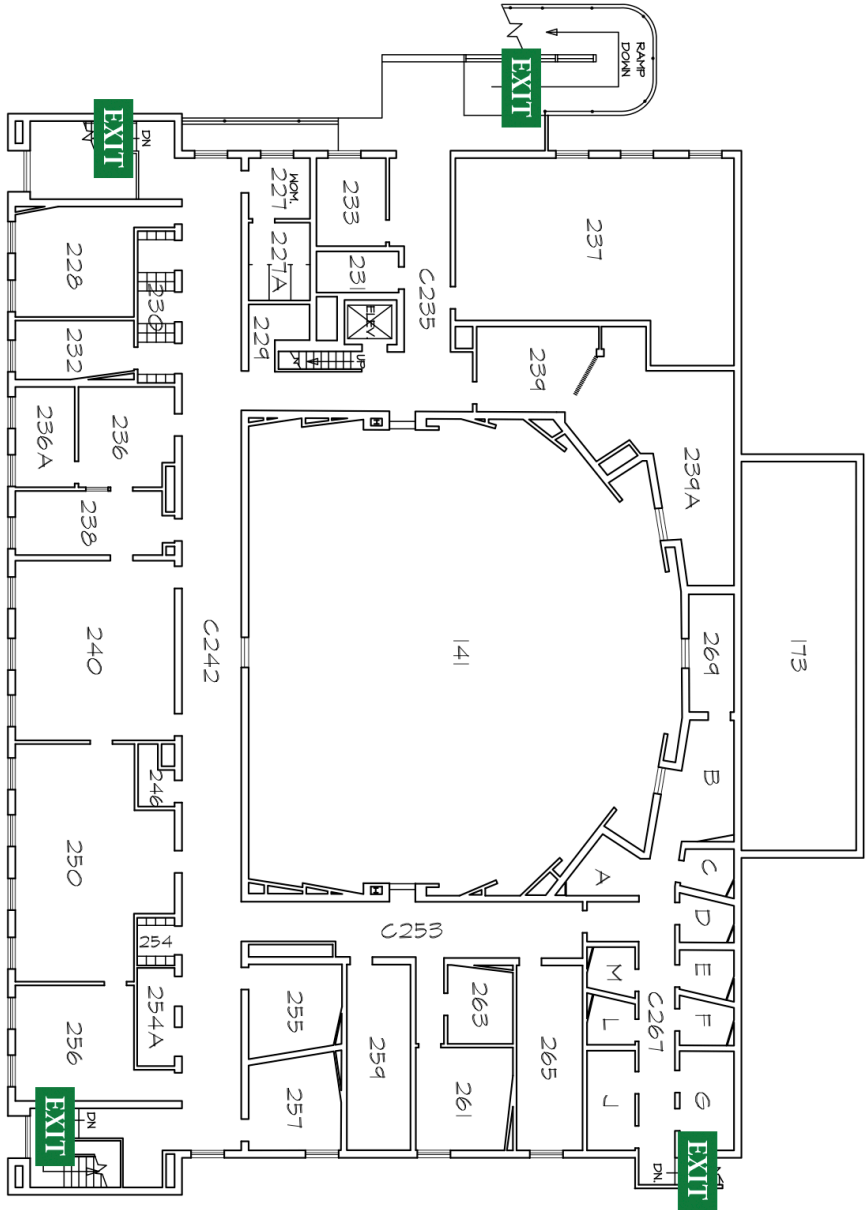 RAMP
DOWN
EXIT
DN
EXIT
WOM.
227
233
237
228
227A
231
C235
230
ELEV.
232
229
UP
239
236A
236
239A
238
240
C242
141
269
173
246
B
250
A
C
D
254
C253
M
E
254A
255
263
L
C267
F
256
257
259
261
265
J
G
EXIT
DN
EXIT
DN.